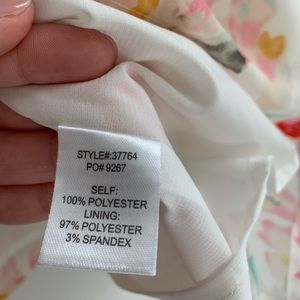 STYLE#:37764
PO# 9267
SELF:
100% POLYESTER
LINING:
97% POLYESTER
3% SPANDEX